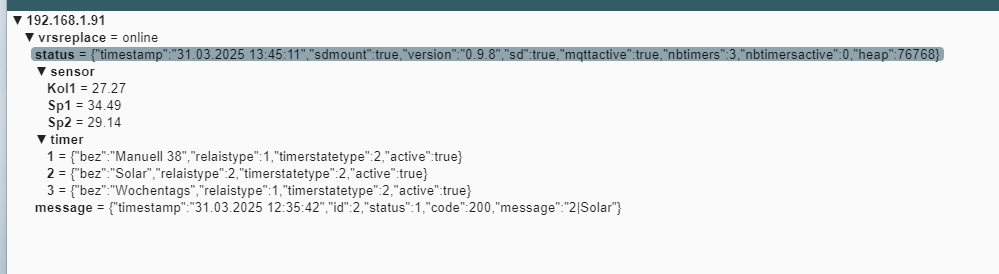 ▼ 192.168.1.91
▼ vrsreplace = online
status = {"timestamp":"31.03.2025 13:45:11","sdmount":true,"version":"0.9.8","sd":true,"mqttactive":true,"nbtimers":3,"nbtimersactive":0,"heap":76768}
▼ sensor
Kol1 = 27.27
Sp1 = 34.49
Sp2 = 29.14
▼ timer
1 = {"bez":"Manuell 38","relaistype":1,"timerstatetype":2,"active":true}
2 = {"bez":"Solar","relaistype":2,"timerstatetype":2,"active":true}
3 = {"bez":"Wochentags","relaistype":1,"timerstatetype":2,"active":true}
message = {"timestamp":"31.03.2025 12:35:42","id":2,"status":1,"code":200,"message":"2|Solar"}